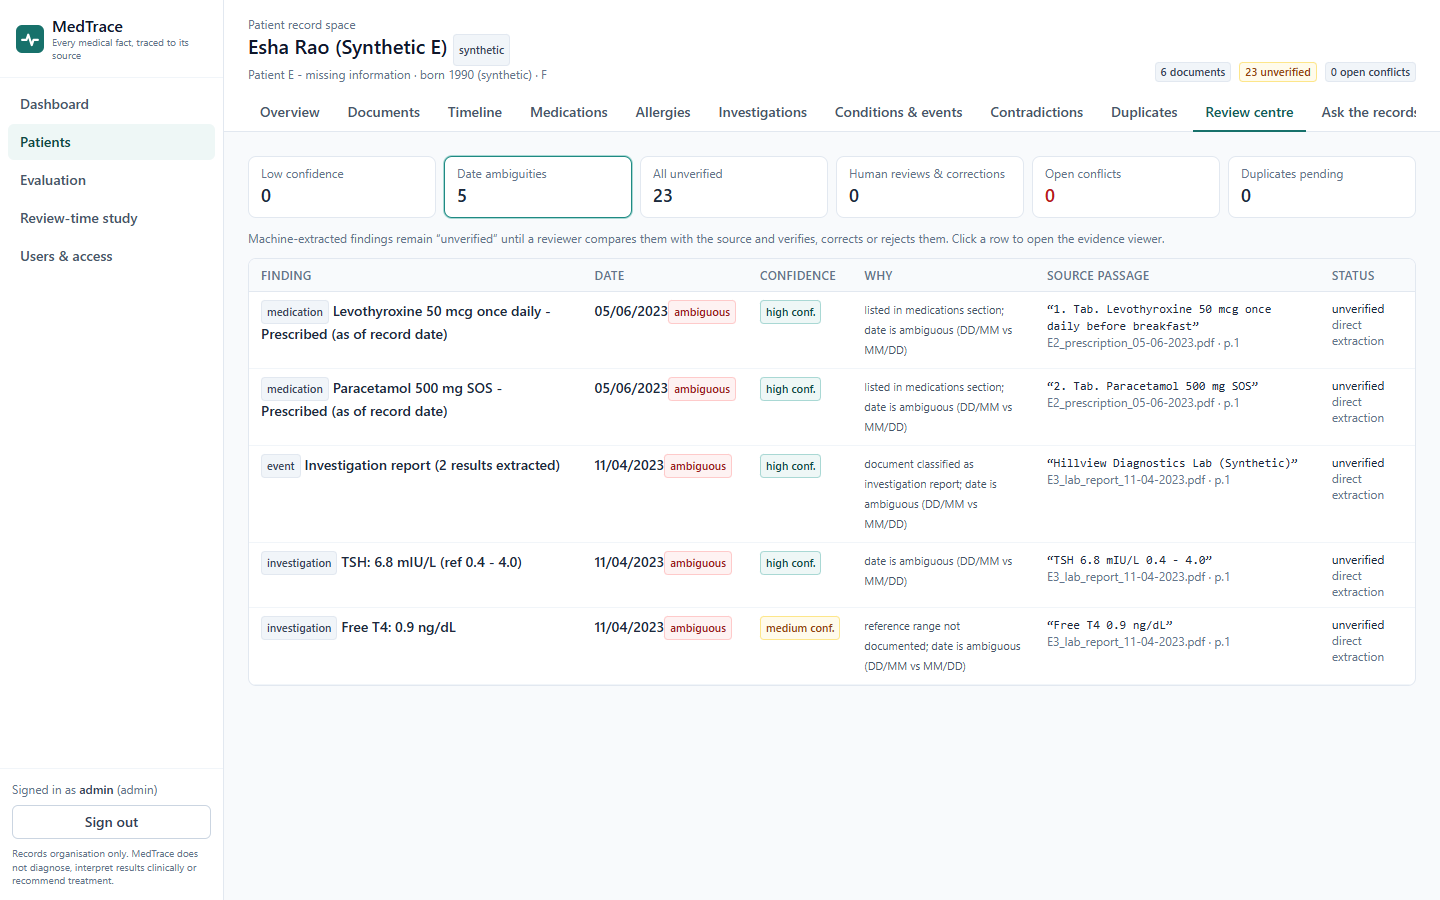 MedTrace
Every medical fact, traced to its
source
Dashboard
Patients
Evaluation
Review-time study
Users & access
Signed in as admin (admin)
Sign out
Records organisation only. MedTrace does
not diagnose, interpret results clinically or
recommend treatment.
Patient record space
Esha Rao (Synthetic E) synthetic
Patient E - missing information · born 1990 (synthetic) · F
6 documents 23 unverified 0 open conflicts
Overview Documents Timeline Medications Allergies Investigations Conditions & events Contradictions Duplicates Review centre Ask the records
Low confidence
0
Date ambiguities
5
All unverified
23
Human reviews & corrections
0
Open conflicts
0
Duplicates pending
0
Machine-extracted findings remain “unverified” until a reviewer compares them with the source and verifies, corrects or rejects them. Click a row to open the evidence viewer.
FINDING DATE CONFIDENCE WHY SOURCE PASSAGE STATUS
medication Levothyroxine 50 mcg once daily -
Prescribed (as of record date)
05/06/2023 ambiguous
high conf.
listed in medications section;
date is ambiguous (DD/MM vs
MM/DD)
“1. Tab. Levothyroxine 50 mcg once
daily before breakfast”
E2_prescription_05-06-2023.pdf · p.1
unverified
direct
extraction
medication Paracetamol 500 mg SOS -
Prescribed (as of record date)
05/06/2023 ambiguous
high conf.
listed in medications section;
date is ambiguous (DD/MM vs
MM/DD)
“2. Tab. Paracetamol 500 mg SOS”
E2_prescription_05-06-2023.pdf · p.1
unverified
direct
extraction
event Investigation report (2 results extracted)
11/04/2023 ambiguous
high conf.
document classified as
investigation report; date is
ambiguous (DD/MM vs
MM/DD)
“Hillview Diagnostics Lab (Synthetic)”
E3_lab_report_11-04-2023.pdf · p.1
unverified
direct
extraction
investigation TSH: 6.8 mIU/L (ref 0.4 - 4.0)
11/04/2023 ambiguous
high conf.
date is ambiguous (DD/MM vs
MM/DD)
“TSH 6.8 mIU/L 0.4 - 4.0”
E3_lab_report_11-04-2023.pdf · p.1
unverified
direct
extraction
investigation Free T4: 0.9 ng/dL
11/04/2023 ambiguous
medium conf.
reference range not
documented; date is ambiguous
(DD/MM vs MM/DD)
“Free T4 0.9 ng/dL”
E3_lab_report_11-04-2023.pdf · p.1
unverified
direct
extraction